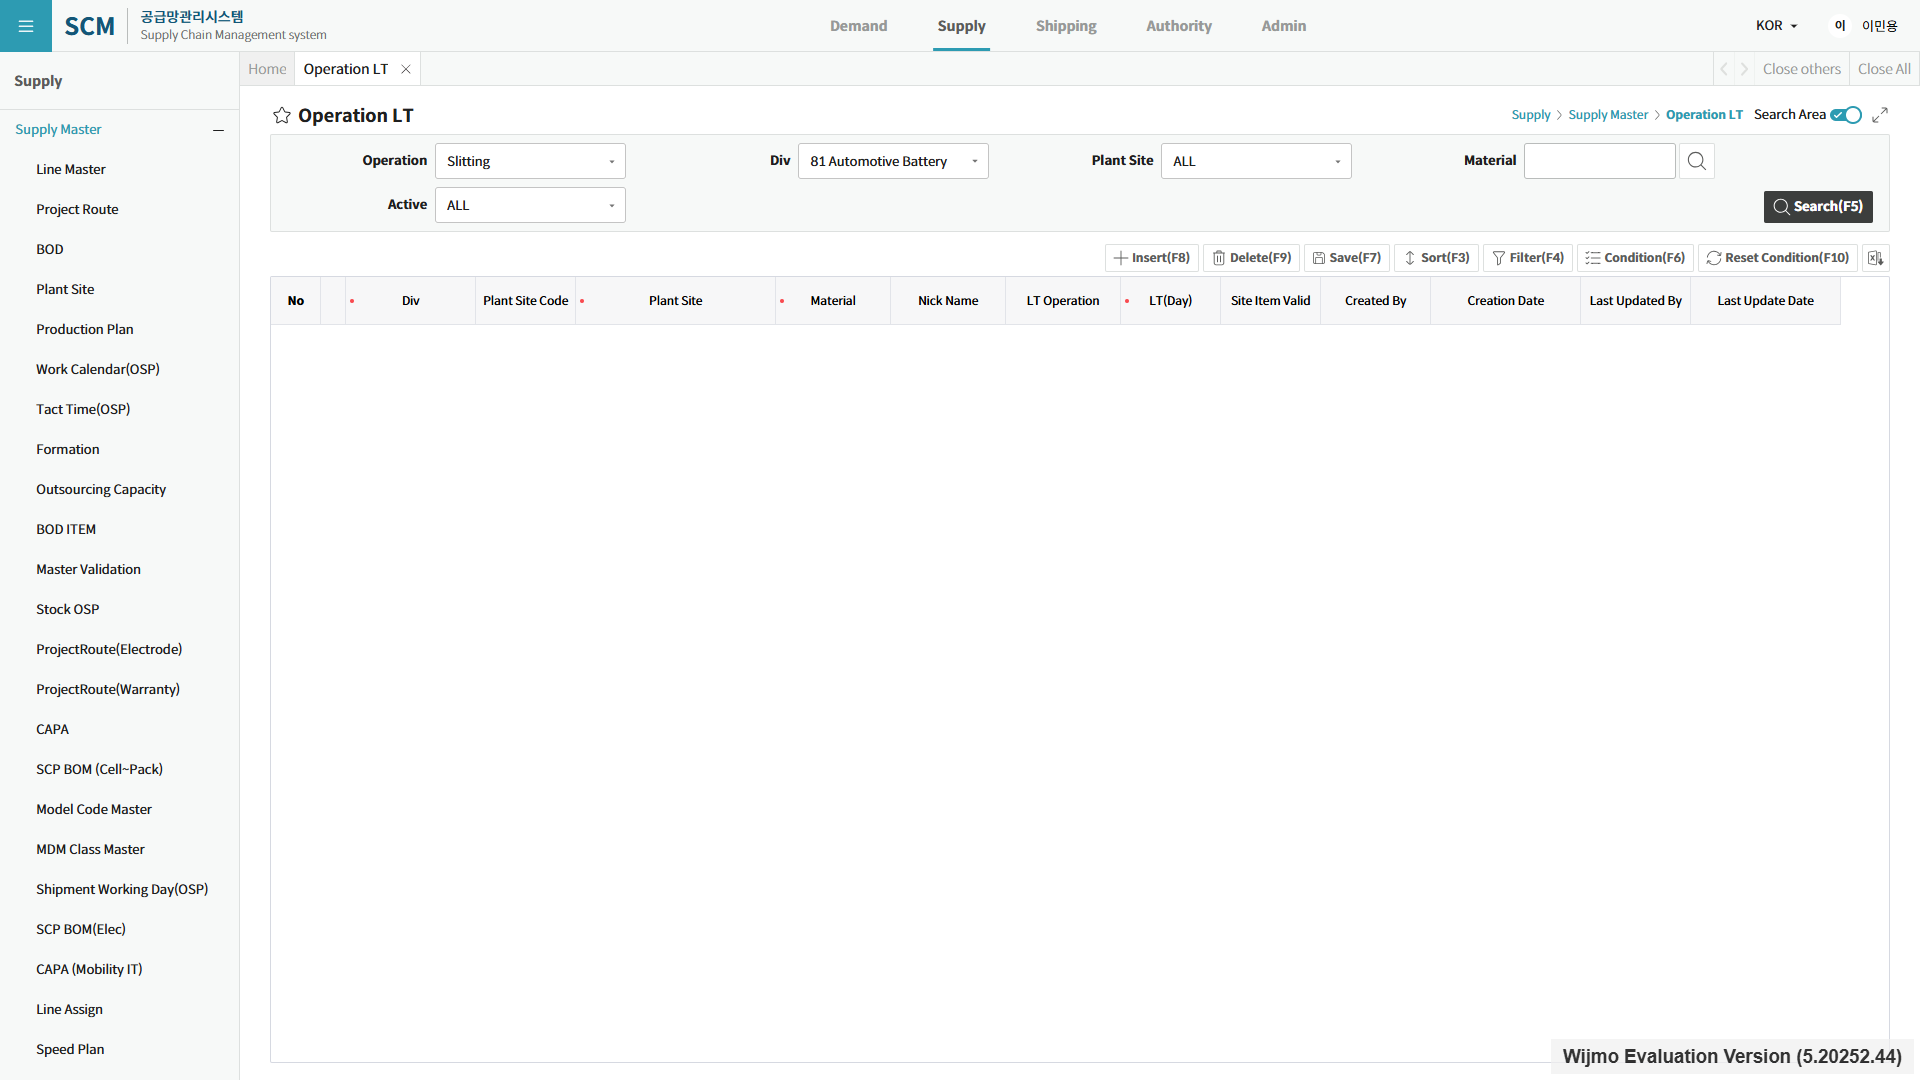 SCM
공급망관리시스템
Supply Chain Management system
Demand
Supply
Shipping
Authority
Admin
KOR
이
이민용
Supply
Home
Operation LT
Close others
Close All
Supply Master
Line Master
Project Route
BOD
Plant Site
Production Plan
Work Calendar(OSP)
Tact Time(OSP)
Formation
Outsourcing Capacity
BOD ITEM
Master Validation
Stock OSP
ProjectRoute(Electrode)
ProjectRoute(Warranty)
CAPA
SCP BOM (Cell~Pack)
Model Code Master
MDM Class Master
Shipment Working Day(OSP)
SCP BOM(Elec)
CAPA (Mobility IT)
Line Assign
Speed Plan
Operation LT
Supply > Supply Master > Operation LT
Search Area
Operation Slitting
Div 81 Automotive Battery
Plant Site ALL
Material
Active ALL
Search(F5)
Insert(F8)
Delete(F9)
Save(F7)
Sort(F3)
Filter(F4)
Condition(F6)
Reset Condition(F10)
No
Div
Plant Site Code
Plant Site
Material
Nick Name
LT Operation
LT(Day)
Site Item Valid
Created By
Creation Date
Last Updated By
Last Update Date
Wijmo Evaluation Version (5.20252.44)